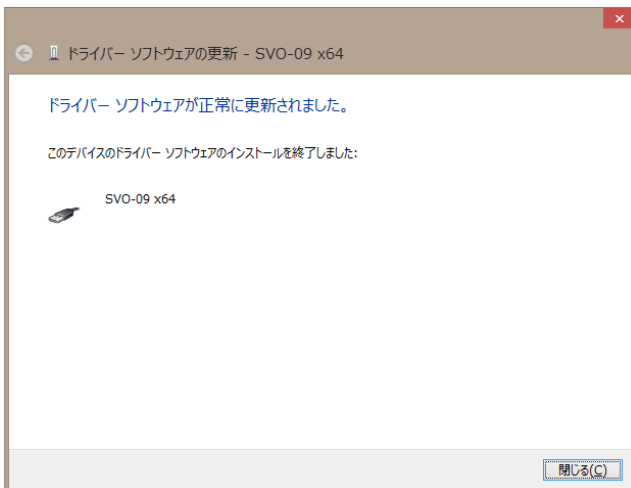 ドライバー ソフトウェアの更新 - SVO-09 x64
ドライバー ソフトウェアが正常に更新されました。
このデバイスのドライバー ソフトウェアのインストールを終了しました:
SVO-09 x64
閉じる(C)